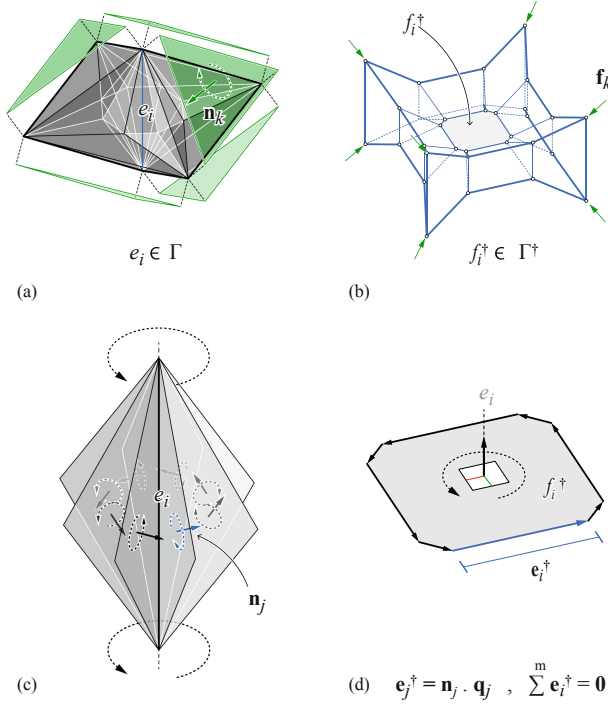 e_i
n_k
e_i ∈ Γ
(a)
f_i^†
f_k
f_i^† ∈ Γ^†
(b)
e_i
n_j
(c)
e_i
f_i^†
e_i^†
(d) e_j^† = n_j . q_j , ∑^m e_i^† = 0